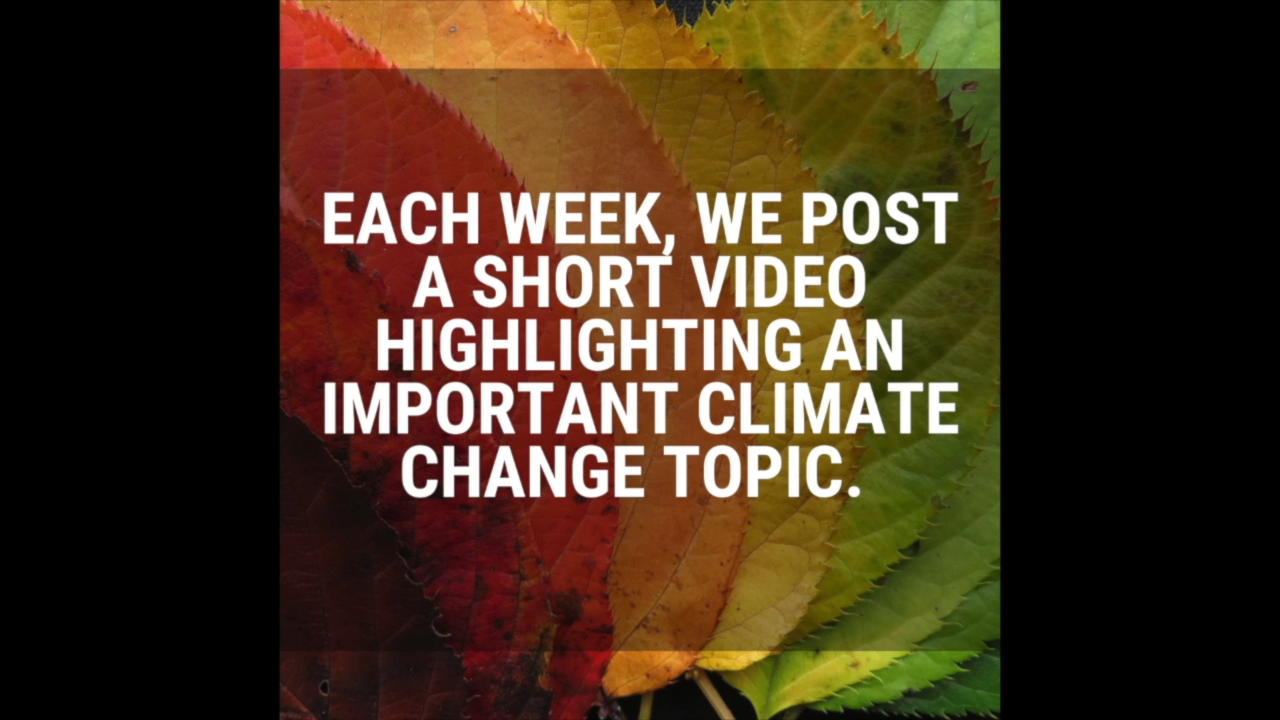 EACH WEEK, WE POST
A SHORT VIDEO
HIGHLIGHTING AN
IMPORTANT CLIMATE
CHANGE TOPIC.